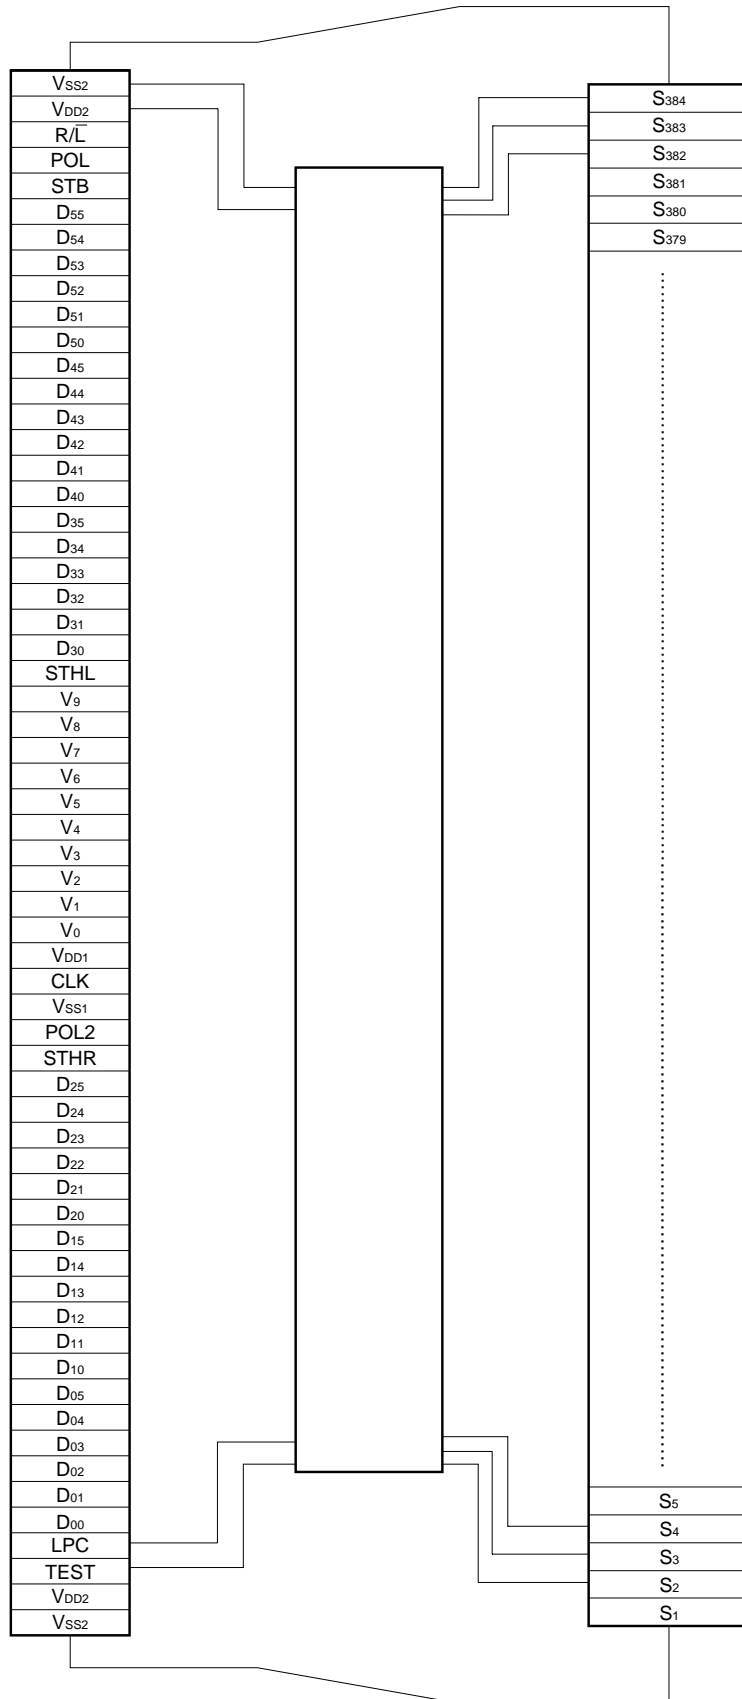 VSS2
VDD2
R/L̅
POL
STB
D55
D54
D53
D52
D51
D50
D45
D44
D43
D42
D41
D40
D35
D34
D33
D32
D31
D30
STHL
V9
V8
V7
V6
V5
V4
V3
V2
V1
V0
VDD1
CLK
VSS1
POL2
STHR
D25
D24
D23
D22
D21
D20
D15
D14
D13
D12
D11
D10
D05
D04
D03
D02
D01
D00
LPC
TEST
VDD2
VSS2
S384
S383
S382
S381
S380
S379
S5
S4
S3
S2
S1